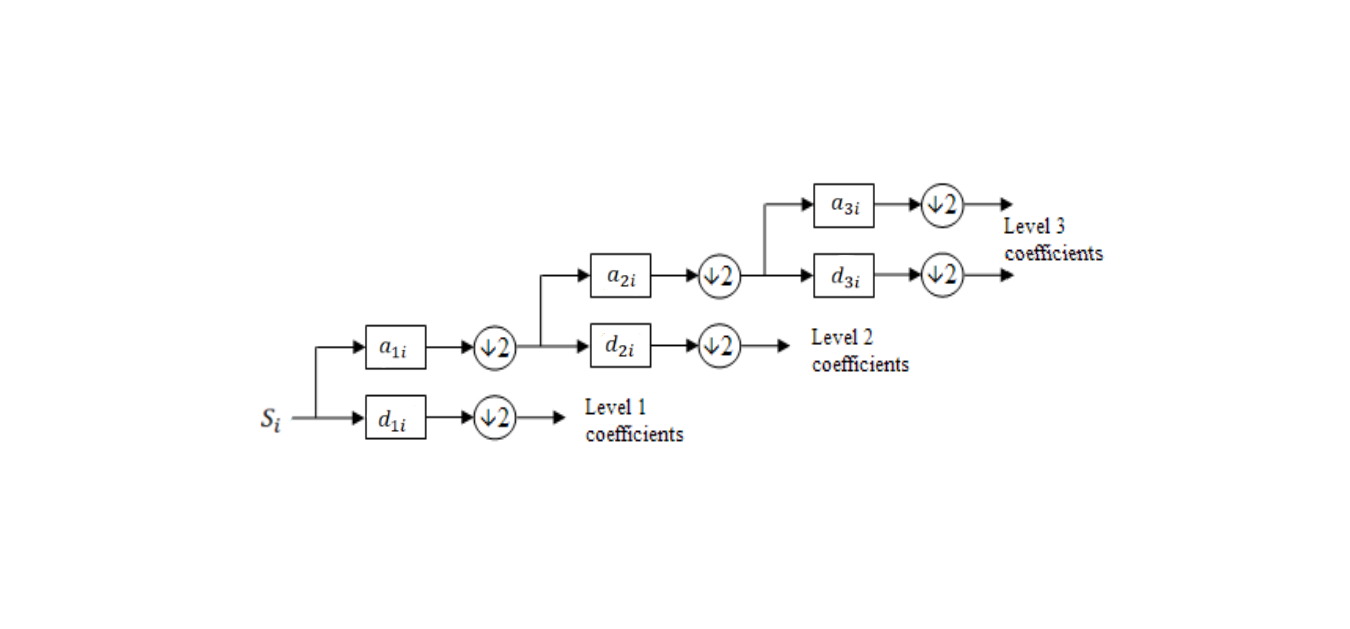 a₃ᵢ ↓2
Level 3
coefficients
a₂ᵢ ↓2 d₃ᵢ ↓2
a₁ᵢ ↓2 d₂ᵢ ↓2
Level 2
coefficients
Sᵢ d₁ᵢ ↓2
Level 1
coefficients